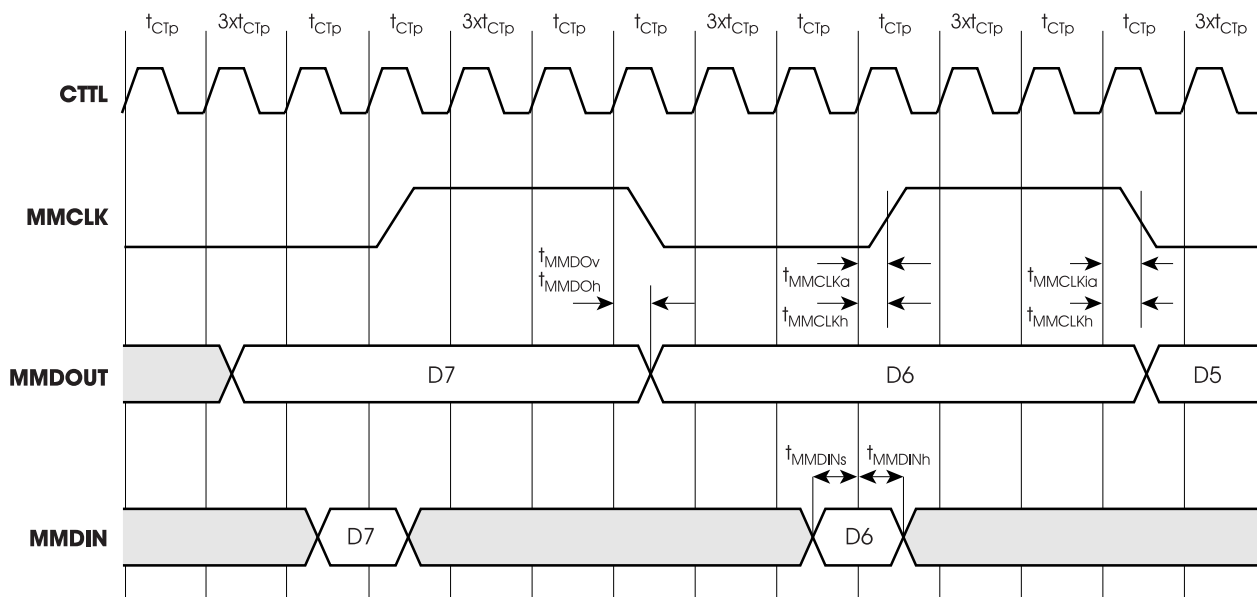 tCTp 3xtCTp tCTp tCTp 3xtCTp tCTp tCTp 3xtCTp tCTp tCTp 3xtCTp tCTp tCTp 3xtCTp
CTTL
MMCLK
tMMDOv
tMMDOh
tMMCLKa
tMMCLKh
tMMCLKia
tMMCLKh
MMDOUT D7 D6 D5
tMMDINs tMMDINh
MMDIN D7 D6